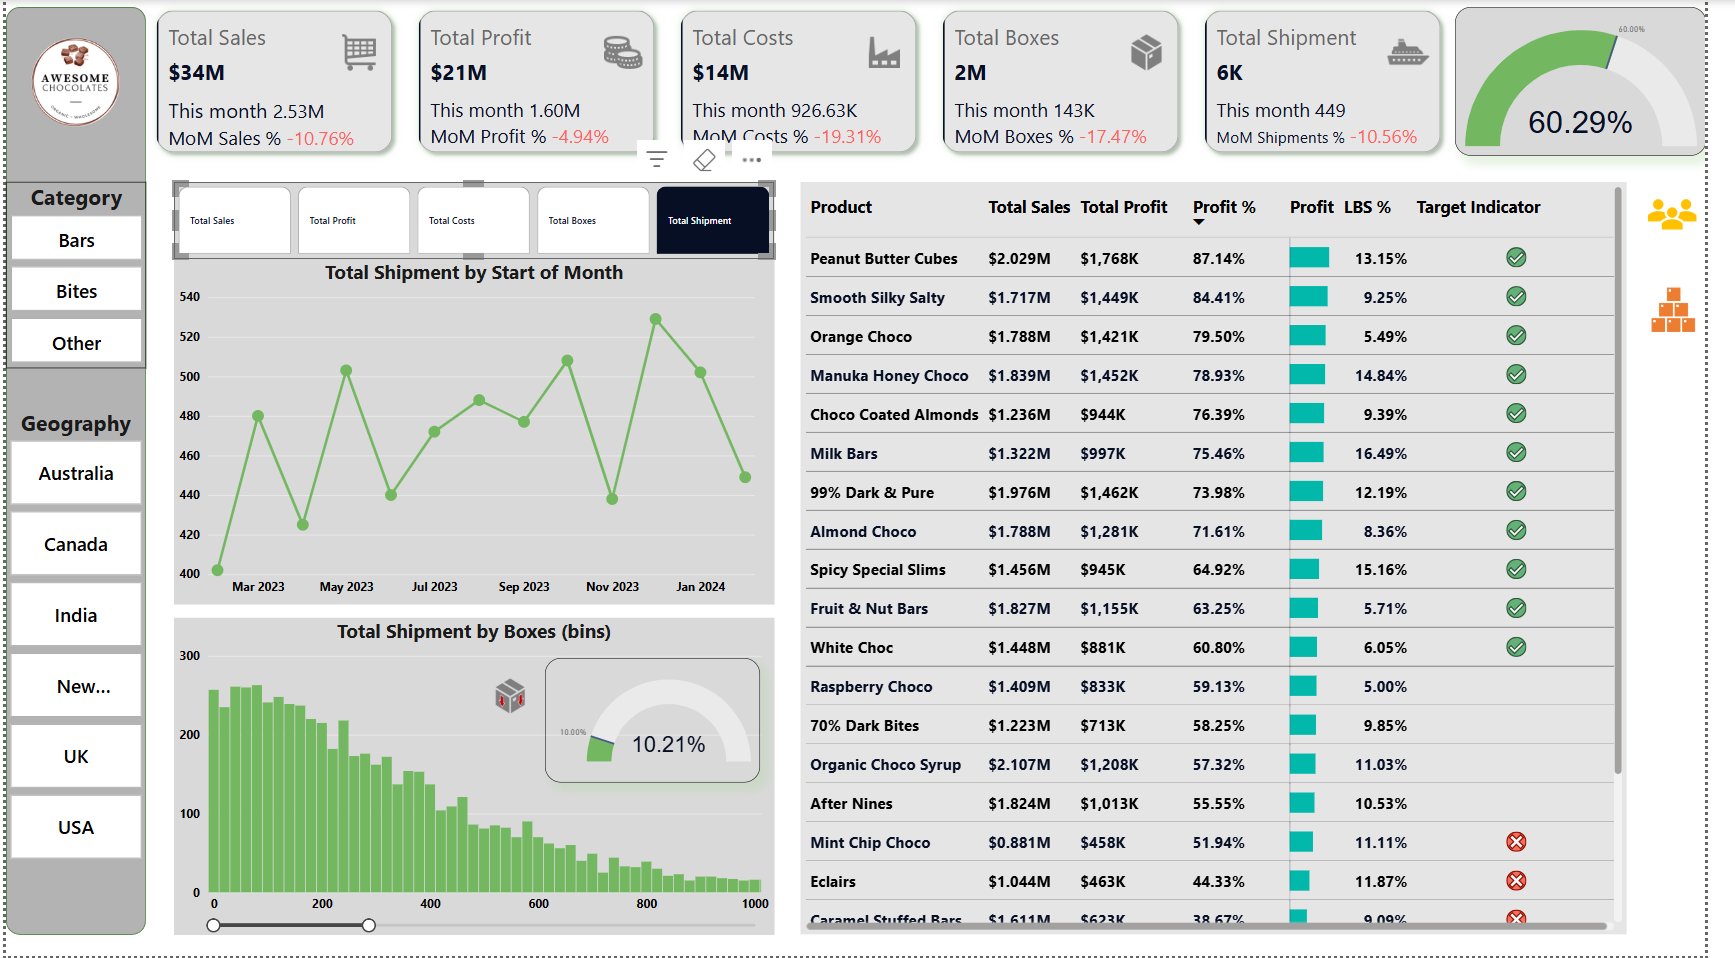 AWESOME
CHOCOLATES
Total Sales
$34M
This month 2.53M
MoM Sales % -10.76%
Total Profit
$21M
This month 1.60M
MoM Profit % -4.94%
Total Costs
$14M
This month 926.63K
MoM Costs % -19.31%
Total Boxes
2M
This month 143K
MoM Boxes % -17.47%
Total Shipment
6K
This month 449
MoM Shipments % -10.56%
60.00%
60.29%
Category
Bars
Bites
Other
Geography
Australia
Canada
India
New...
UK
USA
Total Sales
Total Profit
Total Costs
Total Boxes
Total Shipment
Total Shipment by Start of Month
540
520
500
480
460
440
420
400
Mar 2023 May 2023 Jul 2023 Sep 2023 Nov 2023 Jan 2024
Total Shipment by Boxes (bins)
300
200
100
0
10.00%
10.21%
0 200 400 600 800 1000
Product Total Sales Total Profit Profit % Profit LBS % Target Indicator
Peanut Butter Cubes $2.029M $1,768K 87.14% 13.15%
Smooth Silky Salty $1.717M $1,449K 84.41% 9.25%
Orange Choco $1.788M $1,421K 79.50% 5.49%
Manuka Honey Choco $1.839M $1,452K 78.93% 14.84%
Choco Coated Almonds $1.236M $944K 76.39% 9.39%
Milk Bars $1.322M $997K 75.46% 16.49%
99% Dark & Pure $1.976M $1,462K 73.98% 12.19%
Almond Choco $1.788M $1,281K 71.61% 8.36%
Spicy Special Slims $1.456M $945K 64.92% 15.16%
Fruit & Nut Bars $1.827M $1,155K 63.25% 5.71%
White Choc $1.448M $881K 60.80% 6.05%
Raspberry Choco $1.409M $833K 59.13% 5.00%
70% Dark Bites $1.223M $713K 58.25% 9.85%
Organic Choco Syrup $2.107M $1,208K 57.32% 11.03%
After Nines $1.824M $1,013K 55.55% 10.53%
Mint Chip Choco $0.881M $458K 51.94% 11.11%
Eclairs $1.044M $463K 44.33% 11.87%
Caramel Stuffed Bars $1.611M $623K 38.67% 9.09%